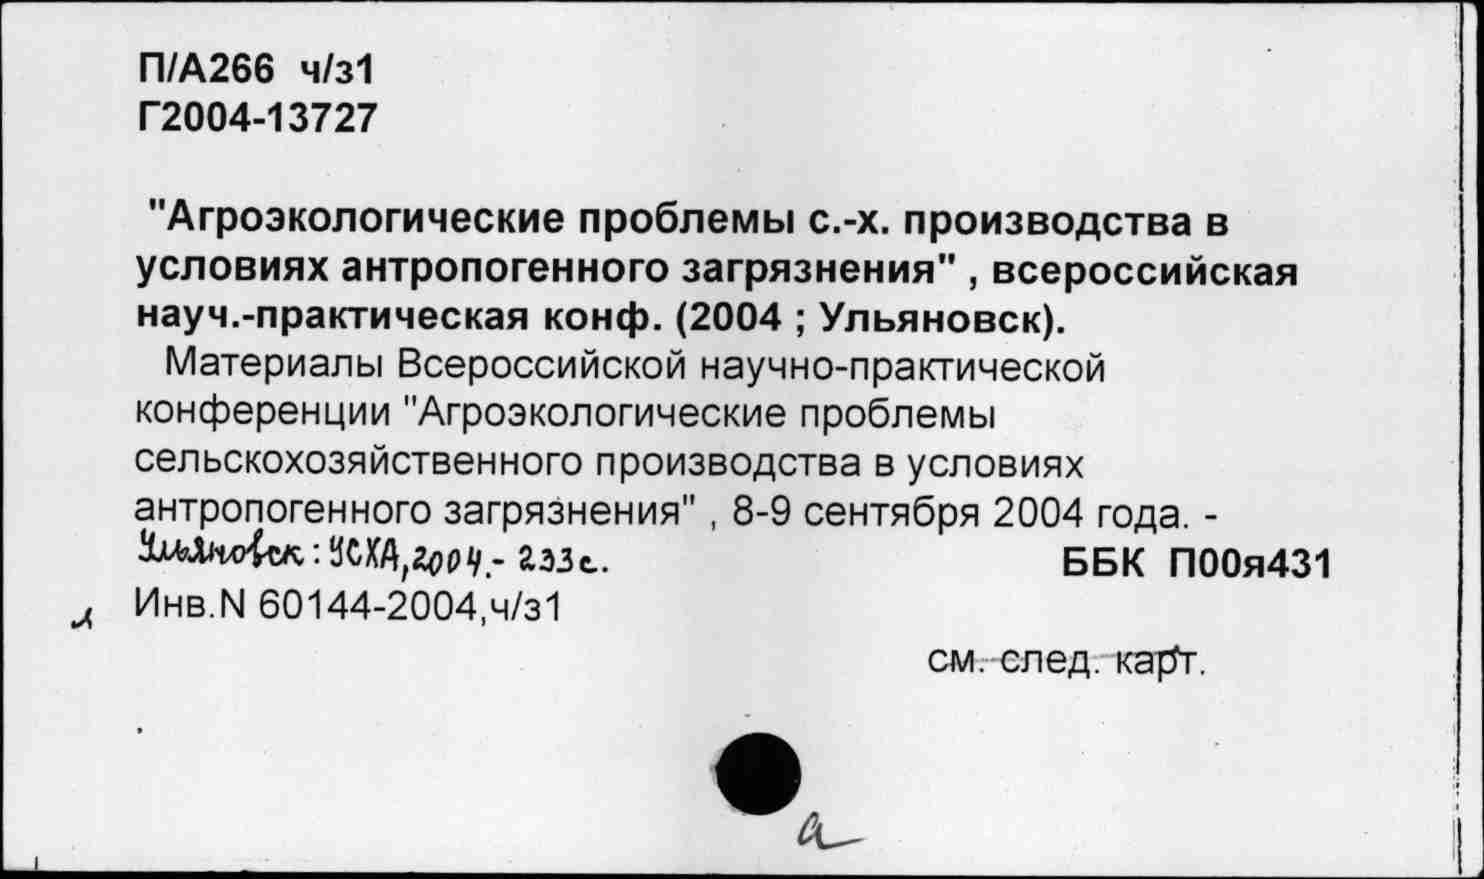 П/А266 ч/з1
Г2004-13727
"Агроэкологические проблемы с.-х. производства в
условиях антропогенного загрязнения" , всероссийская
науч.-практическая конф. (2004 ; Ульяновск).
Материалы Всероссийской научно-практической
конференции "Агроэкологические проблемы
сельскохозяйственного производства в условиях
антропогенного загрязнения" , 8-9 сентября 2004 года. -
Ульяновск: УСХА, 2004.- 233с.
ББК П00я431
Инв.N 60144-2004,ч/з1
см. след. карт.
а